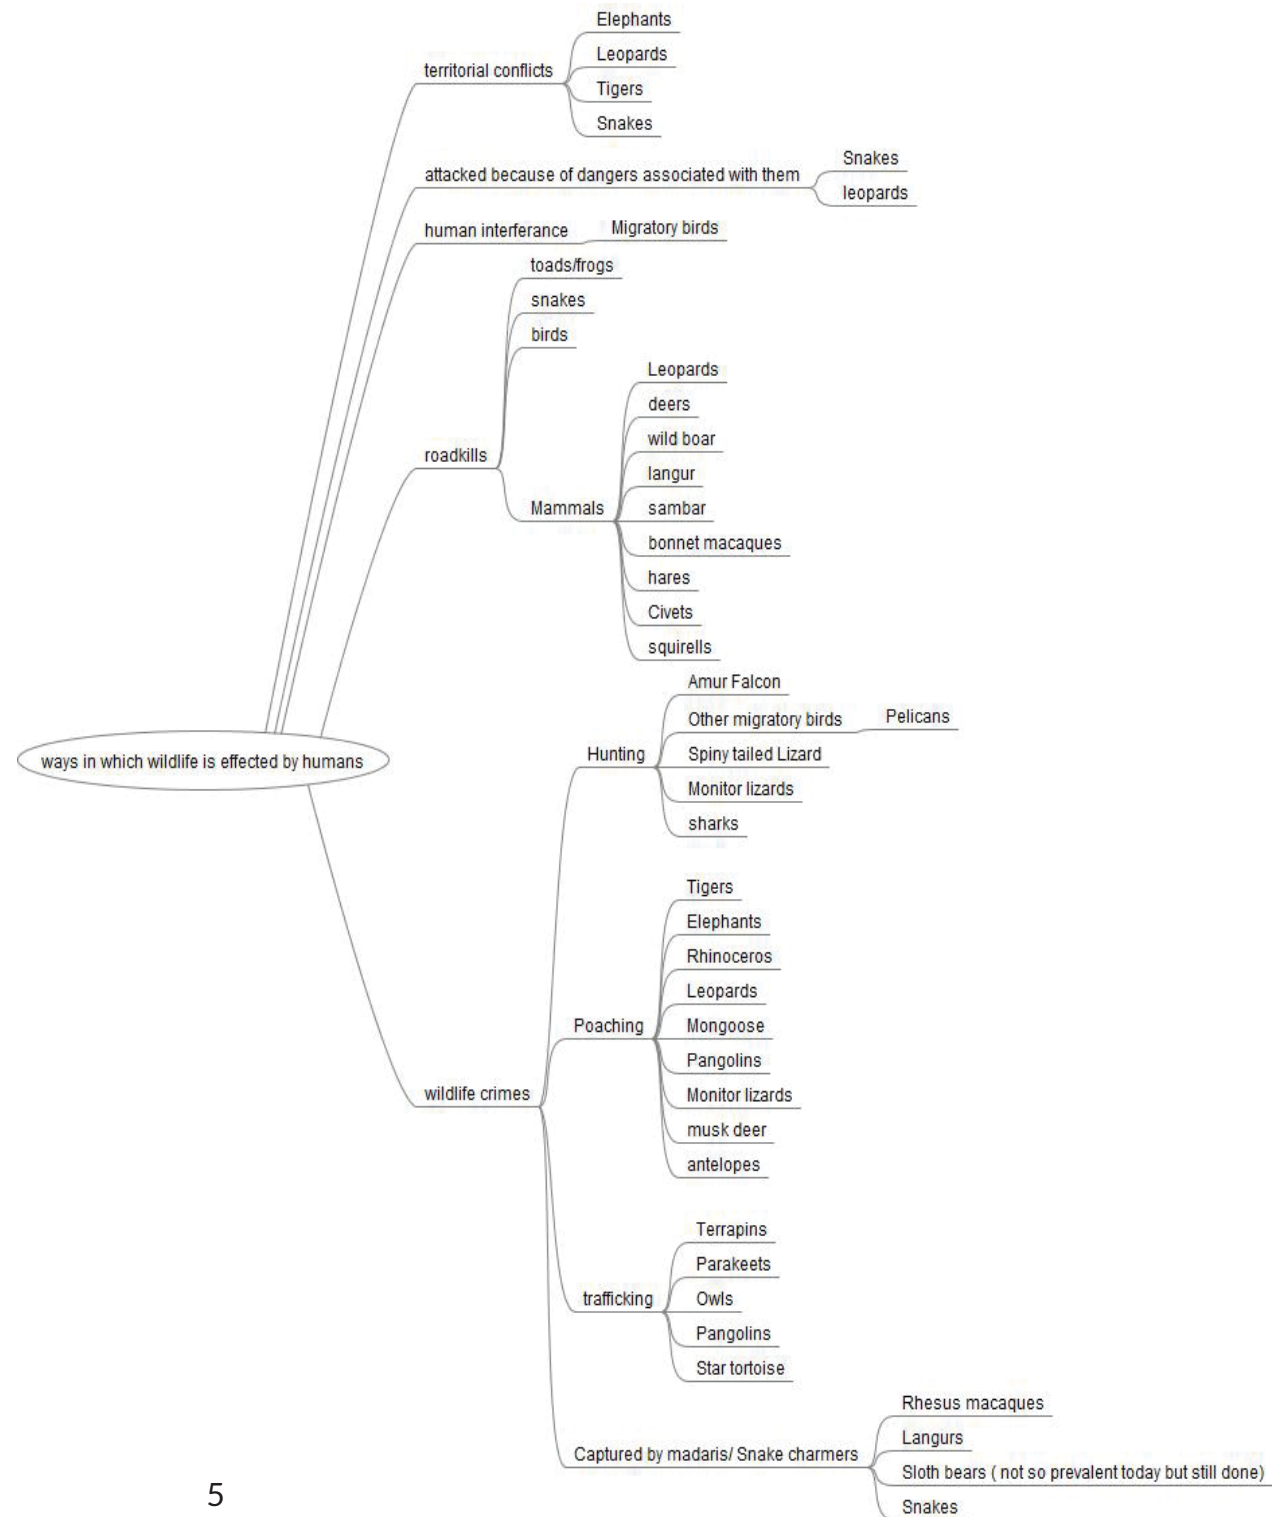 Elephants
Leopards
territorial conflicts
Tigers
Snakes
Snakes
attacked because of dangers associated with them
leopards
human interferance
Migratory birds
toads/frogs
snakes
birds
Leopards
deers
wild boar
roadkills
langur
Mammals
sambar
bonnet macaques
hares
Civets
squirells
Amur Falcon
Other migratory birds
Pelicans
ways in which wildlife is effected by humans
Hunting
Spiny tailed Lizard
Monitor lizards
sharks
Tigers
Elephants
Rhinoceros
Leopards
Poaching
Mongoose
Pangolins
wildlife crimes
Monitor lizards
musk deer
antelopes
Terrapins
Parakeets
trafficking
Owls
Pangolins
Star tortoise
Rhesus macaques
Langurs
Captured by madaris/ Snake charmers
Sloth bears ( not so prevalent today but still done)
Snakes
5